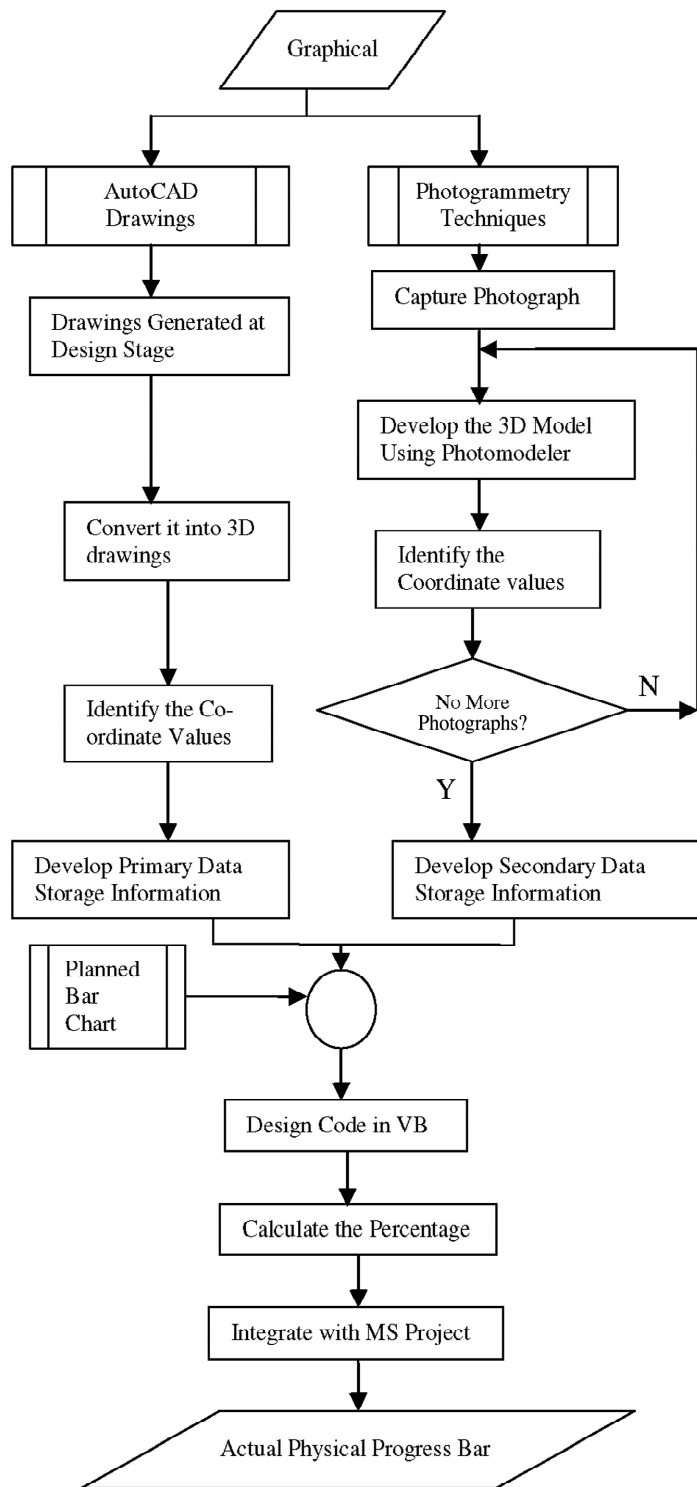 Graphical
AutoCAD
Drawings
Photogrammetry
Techniques
Drawings Generated at
Design Stage
Capture Photograph
Develop the 3D Model
Using Photomodeler
Convert it into 3D
drawings
Identify the
Coordinate values
Identify the Co-
ordinate Values
No More
Photographs?
N
Y
Develop Primary Data
Storage Information
Develop Secondary Data
Storage Information
Planned
Bar
Chart
Design Code in VB
Calculate the Percentage
Integrate with MS Project
Actual Physical Progress Bar